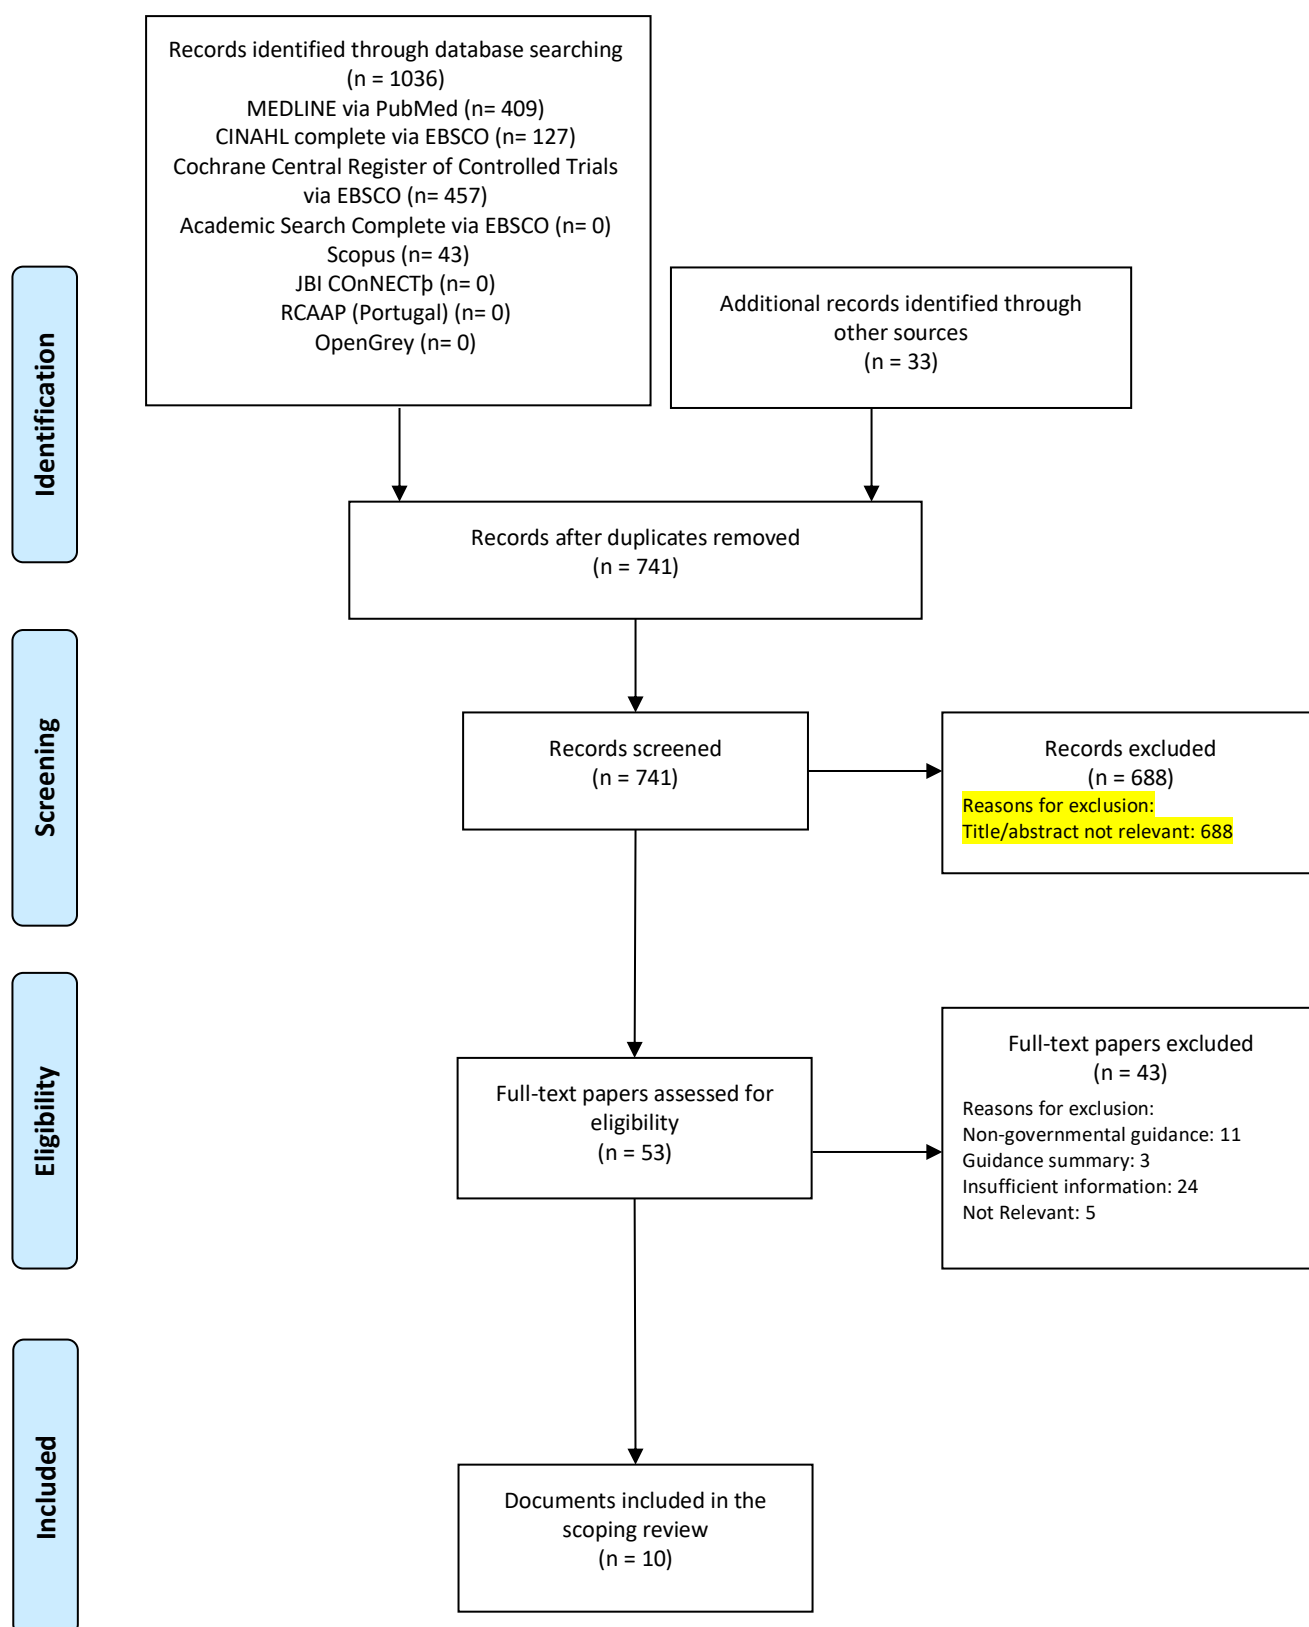 Records identified through database searching
(n = 1036)
MEDLINE via PubMed (n= 409)
CINAHL complete via EBSCO (n= 127)
Cochrane Central Register of Controlled Trials
via EBSCO (n= 457)
Academic Search Complete via EBSCO (n= 0)
Scopus (n= 43)
JBI COnNECTþ (n= 0)
RCAAP (Portugal) (n= 0)
OpenGrey (n= 0)
Additional records identified through
other sources
(n = 33)
Identification
Records after duplicates removed
(n = 741)
Screening
Records screened
(n = 741)
Records excluded
(n = 688)
Reasons for exclusion:
Title/abstract not relevant: 688
Eligibility
Full-text papers assessed for
eligibility
(n = 53)
Full-text papers excluded
(n = 43)
Reasons for exclusion:
Non-governmental guidance: 11
Guidance summary: 3
Insufficient information: 24
Not Relevant: 5
Included
Documents included in the
scoping review
(n = 10)